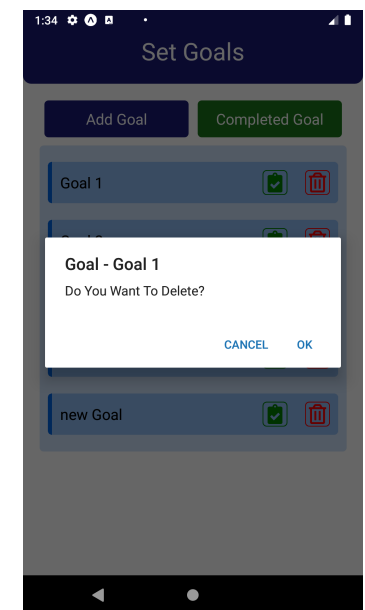 1:34
Set Goals
Add Goal
Completed Goal
Goal 1
Goal - Goal 1
Do You Want To Delete?
CANCEL
OK
new Goal